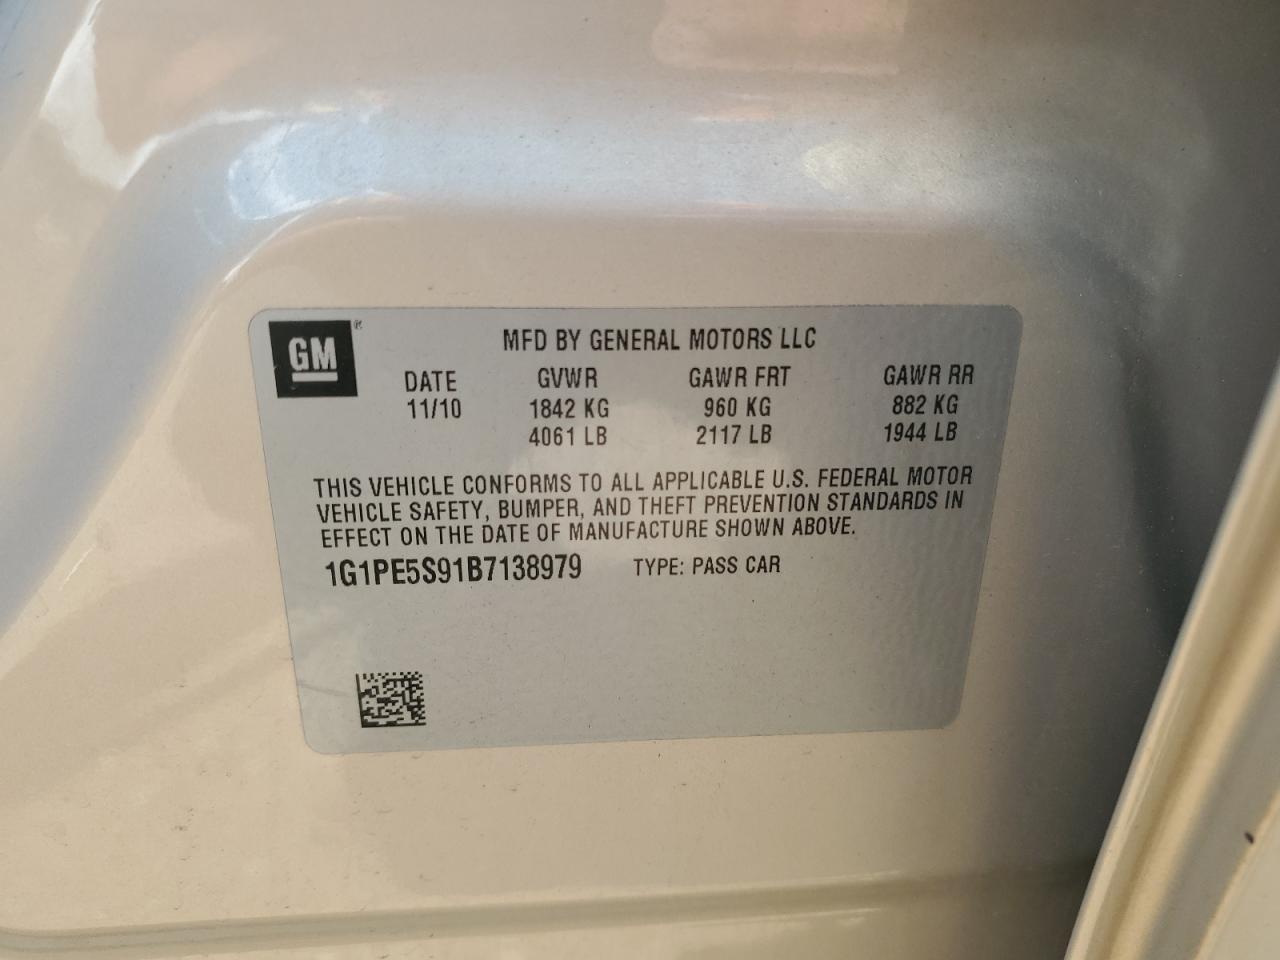 GM®
MFD BY GENERAL MOTORS LLC
DATE GVWR GAWR FRT GAWR RR
11/10 1842 KG 960 KG 882 KG
4061 LB 2117 LB 1944 LB
THIS VEHICLE CONFORMS TO ALL APPLICABLE U.S. FEDERAL MOTOR
VEHICLE SAFETY, BUMPER, AND THEFT PREVENTION STANDARDS IN
EFFECT ON THE DATE OF MANUFACTURE SHOWN ABOVE.
1G1PE5S91B7138979 TYPE: PASS CAR